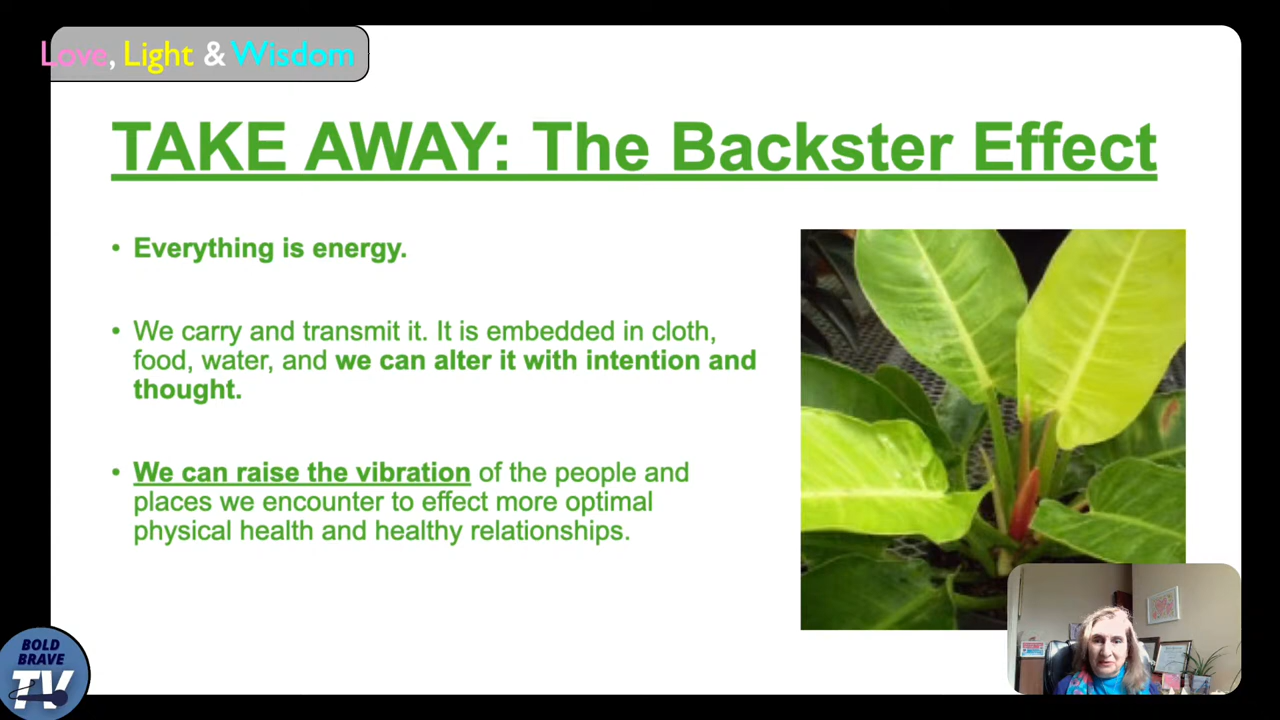 Love, Light & Wisdom
TAKE AWAY: The Backster Effect
• Everything is energy.
• We carry and transmit it. It is embedded in cloth,
food, water, and we can alter it with intention and
thought.
• We can raise the vibration of the people and
places we encounter to effect more optimal
physical health and healthy relationships.
BOLD
BRAVE
TV